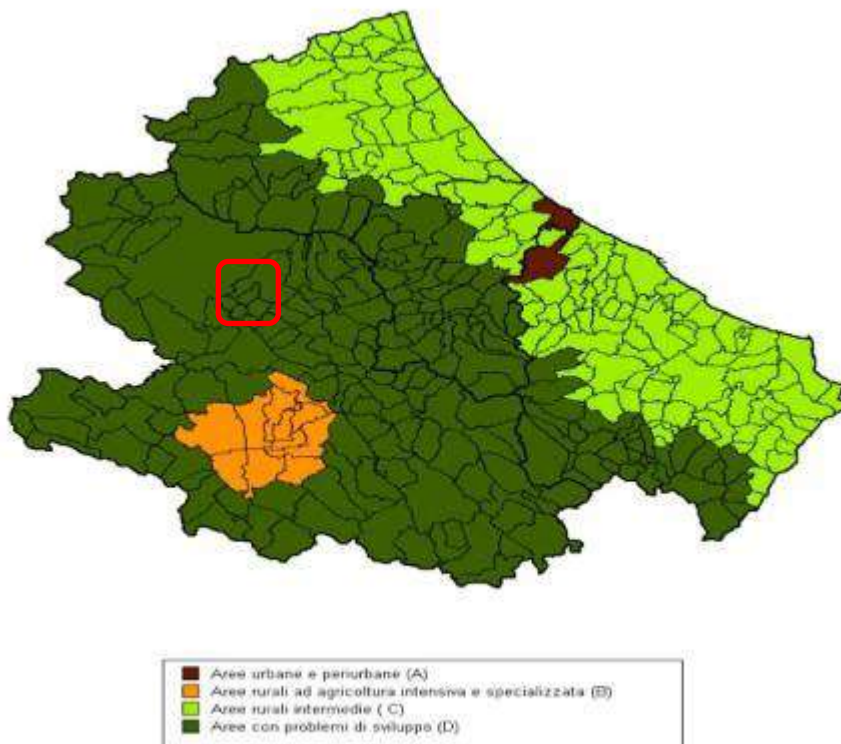 Aree urbane e periurbane (A)
Aree rurali ad agricoltura intensiva e specializzata (B)
Aree rurali intermedie ( C)
Aree con problemi di sviluppo (D)